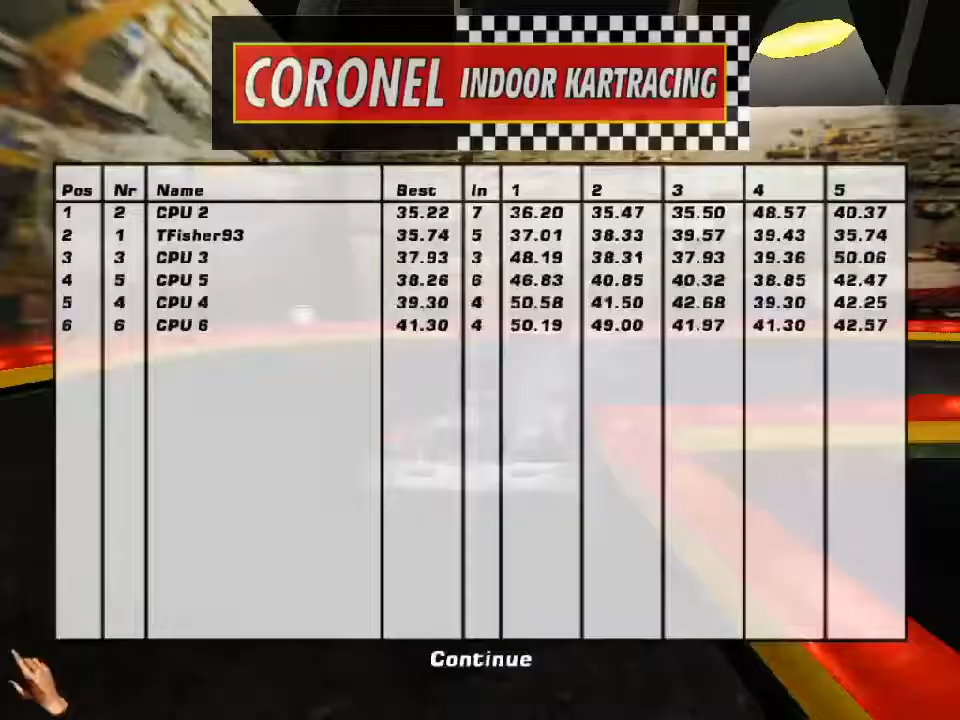 CORONEL INDOOR KARTRACING
Pos Nr Name Best In 1 2 3 4 5
1 2 CPU 2 35.22 7 36.20 35.47 35.50 48.57 40.37
2 1 TFisher93 35.74 5 37.01 38.33 39.57 39.43 35.74
3 3 CPU 3 37.93 3 48.19 38.31 37.93 39.36 50.06
4 5 CPU 5 38.26 6 46.83 40.85 40.32 38.85 42.47
5 4 CPU 4 39.30 4 50.58 41.50 42.68 39.30 42.25
6 6 CPU 6 41.30 4 50.19 49.00 41.97 41.30 42.57
Continue